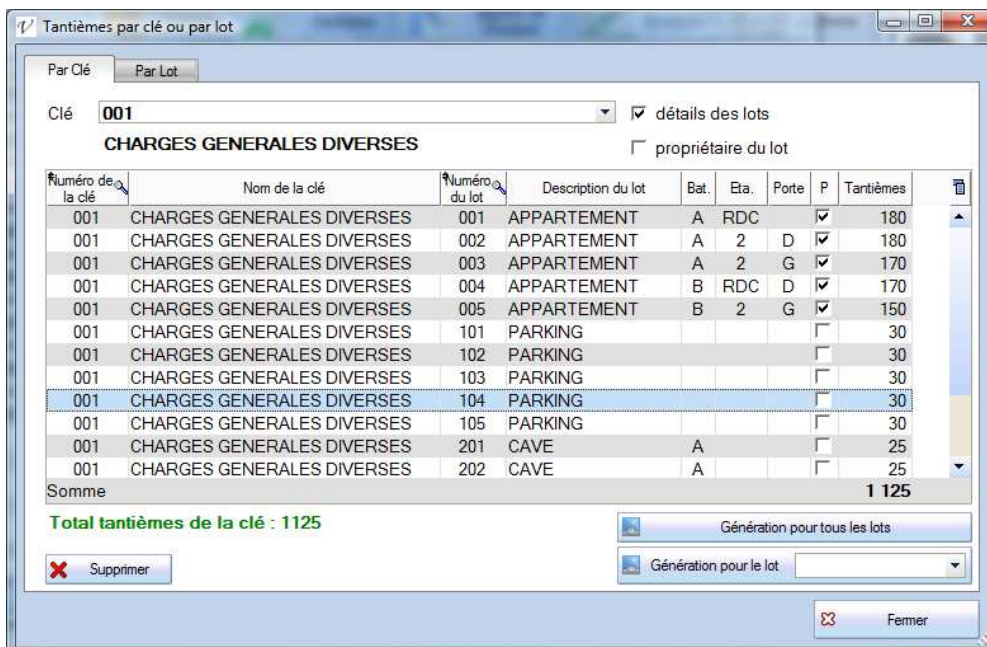 Tantièmes par clé ou par lot
Par Clé Par Lot
Clé 001 détails des lots
CHARGES GENERALES DIVERSES propriétaire du lot
Numéro de la clé Nom de la clé Numéro du lot Description du lot Bat. Eta. Porte P Tantièmes
001 CHARGES GENERALES DIVERSES 001 APPARTEMENT A RDC 180
001 CHARGES GENERALES DIVERSES 002 APPARTEMENT A 2 D 180
001 CHARGES GENERALES DIVERSES 003 APPARTEMENT A 2 G 170
001 CHARGES GENERALES DIVERSES 004 APPARTEMENT B RDC D 170
001 CHARGES GENERALES DIVERSES 005 APPARTEMENT B 2 G 150
001 CHARGES GENERALES DIVERSES 101 PARKING 30
001 CHARGES GENERALES DIVERSES 102 PARKING 30
001 CHARGES GENERALES DIVERSES 103 PARKING 30
001 CHARGES GENERALES DIVERSES 104 PARKING 30
001 CHARGES GENERALES DIVERSES 105 PARKING 30
001 CHARGES GENERALES DIVERSES 201 CAVE A 25
001 CHARGES GENERALES DIVERSES 202 CAVE A 25
Somme 1 125
Total tantièmes de la clé : 1125
Génération pour tous les lots
Supprimer Génération pour le lot
Fermer